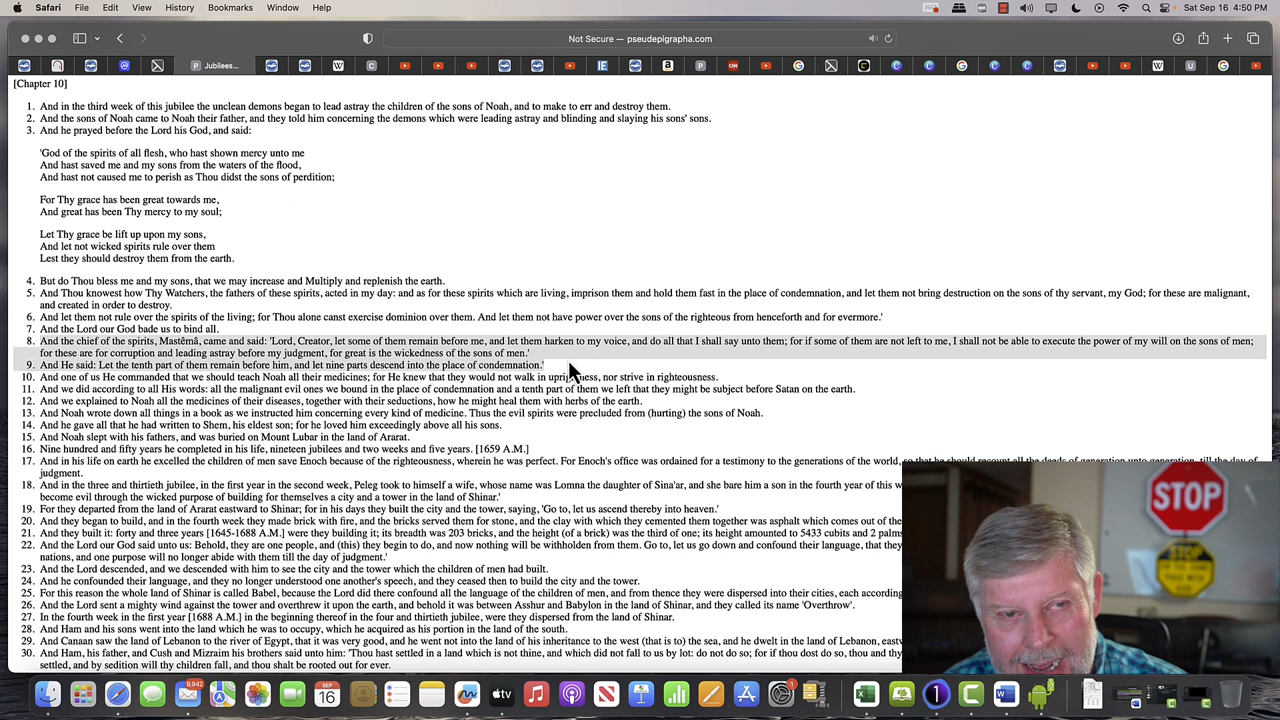 Safari File Edit View History Bookmarks Window Help Sat Sep 16 4:50 PM
Not Secure — pseudepigrapha.com
Jubilees...
[Chapter 10]
1. And in the third week of this jubilee the unclean demons began to lead astray the children of the sons of Noah, and to make to err and destroy them.
2. And the sons of Noah came to Noah their father, and they told him concerning the demons which were leading astray and blinding and slaying his sons' sons.
3. And he prayed before the Lord his God, and said:
'God of the spirits of all flesh, who hast shown mercy unto me
And hast saved me and my sons from the waters of the flood,
And hast not caused me to perish as Thou didst the sons of perdition;
For Thy grace has been great towards me,
And great has been Thy mercy to my soul;
Let Thy grace be lift up upon my sons,
And let not wicked spirits rule over them
Lest they should destroy them from the earth.
4. But do Thou bless me and my sons, that we may increase and Multiply and replenish the earth.
5. And Thou knowest how Thy Watchers, the fathers of these spirits, acted in my day: and as for these spirits which are living, imprison them and hold them fast in the place of condemnation, and let them not bring destruction on the sons of thy servant, my God; for these are malignant,
and created in order to destroy.
6. And let them not rule over the spirits of the living; for Thou alone canst exercise dominion over them. And let them not have power over the sons of the righteous from henceforth and for evermore.'
7. And the Lord our God bade us to bind all.
8. And the chief of the spirits, Mastêmâ, came and said: 'Lord, Creator, let some of them remain before me, and let them harken to my voice, and do all that I shall say unto them; for if some of them are not left to me, I shall not be able to execute the power of my will on the sons of men;
for these are for corruption and leading astray before my judgment, for great is the wickedness of the sons of men.'
9. And He said: Let the tenth part of them remain before him, and let nine parts descend into the place of condemnation.'
10. And one of us He commanded that we should teach Noah all their medicines; for He knew that they would not walk in uprightness, nor strive in righteousness.
11. And we did according to all His words: all the malignant evil ones we bound in the place of condemnation and a tenth part of them we left that they might be subject before Satan on the earth.
12. And we explained to Noah all the medicines of their diseases, together with their seductions, how he might heal them with herbs of the earth.
13. And Noah wrote down all things in a book as we instructed him concerning every kind of medicine. Thus the evil spirits were precluded from (hurting) the sons of Noah.
14. And he gave all that he had written to Shem, his eldest son; for he loved him exceedingly above all his sons.
15. And Noah slept with his fathers, and was buried on Mount Lubar in the land of Ararat.
16. Nine hundred and fifty years he completed in his life, nineteen jubilees and two weeks and five years. [1659 A.M.]
17. And in his life on earth he excelled the children of men save Enoch because of the righteousness, wherein he was perfect. For Enoch's office was ordained for a testimony to the generations of the world, so that he should recount all the deeds of generation unto generation, till the day of
judgment.
18. And in the three and thirtieth jubilee, in the first year in the second week, Peleg took to himself a wife, whose name was Lomna the daughter of Sina'ar, and she bare him a son in the fourth year of this w
become evil through the wicked purpose of building for themselves a city and a tower in the land of Shinar.'
19. For they departed from the land of Ararat eastward to Shinar; for in his days they built the city and the tower, saying, 'Go to, let us ascend thereby into heaven.'
20. And they began to build, and in the fourth week they made brick with fire, and the bricks served them for stone, and the clay with which they cemented them together was asphalt which comes out of the
21. And they built it: forty and three years [1645-1688 A.M.] were they building it; its breadth was 203 bricks, and the height (of a brick) was the third of one; its height amounted to 5433 cubits and 2 palms
22. And the Lord our God said unto us: Behold, they are one people, and (this) they begin to do, and now nothing will be withholden from them. Go to, let us go down and confound their language, that they
nations, and one purpose will no longer abide with them till the day of judgment.'
23. And the Lord descended, and we descended with him to see the city and the tower which the children of men had built.
24. And he confounded their language, and they no longer understood one another's speech, and they ceased then to build the city and the tower.
25. For this reason the whole land of Shinar is called Babel, because the Lord did there confound all the language of the children of men, and from thence they were dispersed into their cities, each according
26. And the Lord sent a mighty wind against the tower and overthrew it upon the earth, and behold it was between Asshur and Babylon in the land of Shinar, and they called its name 'Overthrow'.
27. In the fourth week in the first year [1688 A.M.] in the beginning thereof in the four and thirtieth jubilee, were they dispersed from the land of Shinar.
28. And Ham and his sons went into the land which he was to occupy, which he acquired as his portion in the land of the south.
29. And Canaan saw the land of Lebanon to the river of Egypt, that it was very good, and he went not into the land of his inheritance to the west (that is to) the sea, and he dwelt in the land of Lebanon, eastw
30. And Ham, his father, and Cush and Mizraim his brothers said unto him: 'Thou hast settled in a land which is not thine, and which did not fall to us by lot: do not do so; for if thou dost do so, thou and thy
settled, and by sedition will thy children fall, and thou shalt be rooted out for ever.
STOP
9,942
SEP
16
tv
1